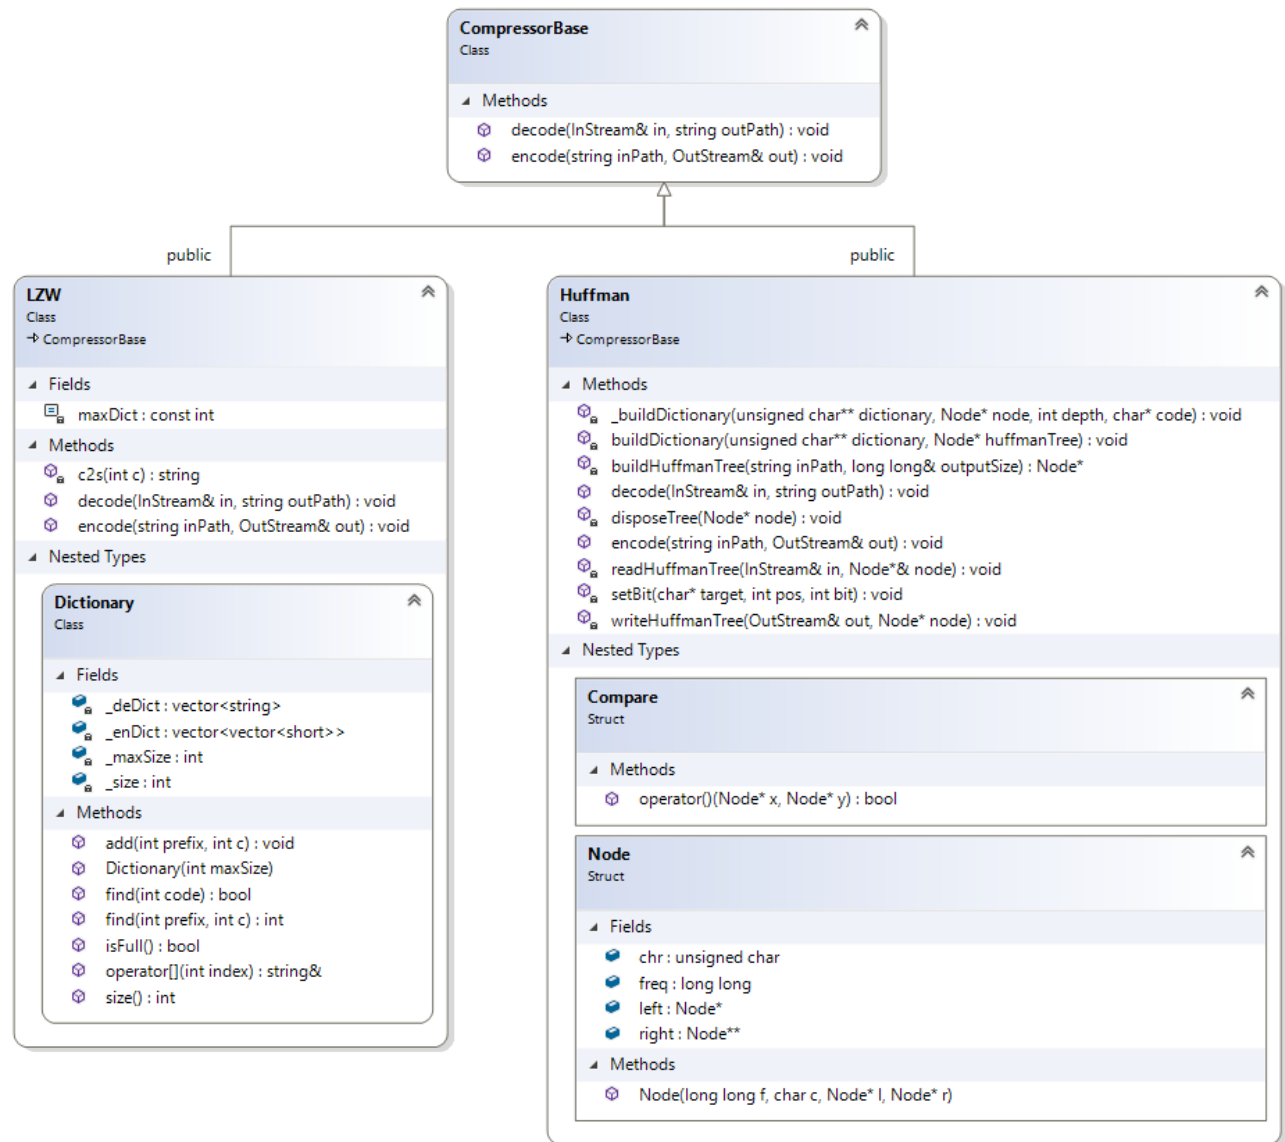 CompressorBase
Class
Methods
decode(InStream& in, string outPath) : void
encode(string inPath, OutStream& out) : void
public
public
LZW
Class
CompressorBase
Fields
maxDict : const int
Methods
c2s(int c) : string
decode(InStream& in, string outPath) : void
encode(string inPath, OutStream& out) : void
Nested Types
Dictionary
Class
Fields
_deDict : vector<string>
_enDict : vector<vector<short>>
_maxSize : int
_size : int
Methods
add(int prefix, int c) : void
Dictionary(int maxSize)
find(int code) : bool
find(int prefix, int c) : int
isFull() : bool
operator[](int index) : string&
size() : int
Huffman
Class
CompressorBase
Methods
_buildDictionary(unsigned char** dictionary, Node* node, int depth, char* code) : void
buildDictionary(unsigned char** dictionary, Node* huffmanTree) : void
buildHuffmanTree(string inPath, long long& outputSize) : Node*
decode(InStream& in, string outPath) : void
disposeTree(Node* node) : void
encode(string inPath, OutStream& out) : void
readHuffmanTree(InStream& in, Node*& node) : void
setBit(char* target, int pos, int bit) : void
writeHuffmanTree(OutStream& out, Node* node) : void
Nested Types
Compare
Struct
Methods
operator()(Node* x, Node* y) : bool
Node
Struct
Fields
chr : unsigned char
freq : long long
left : Node*
right : Node**
Methods
Node(long long f, char c, Node* l, Node* r)